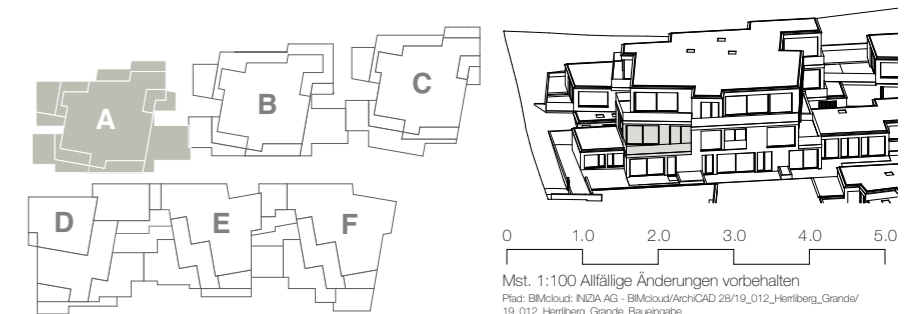 A
B
C
D
E
F
0 1.0 2.0 3.0 4.0 5.0
Mst. 1:100 Allfällige Änderungen vorbehalten
Pfad: BIMcloud: INIZIA AG - BIMcloud/ArchiCAD 28/19_012_Herrliberg_Grande/
19_012_Herrliberg_Grande_Baueingabe